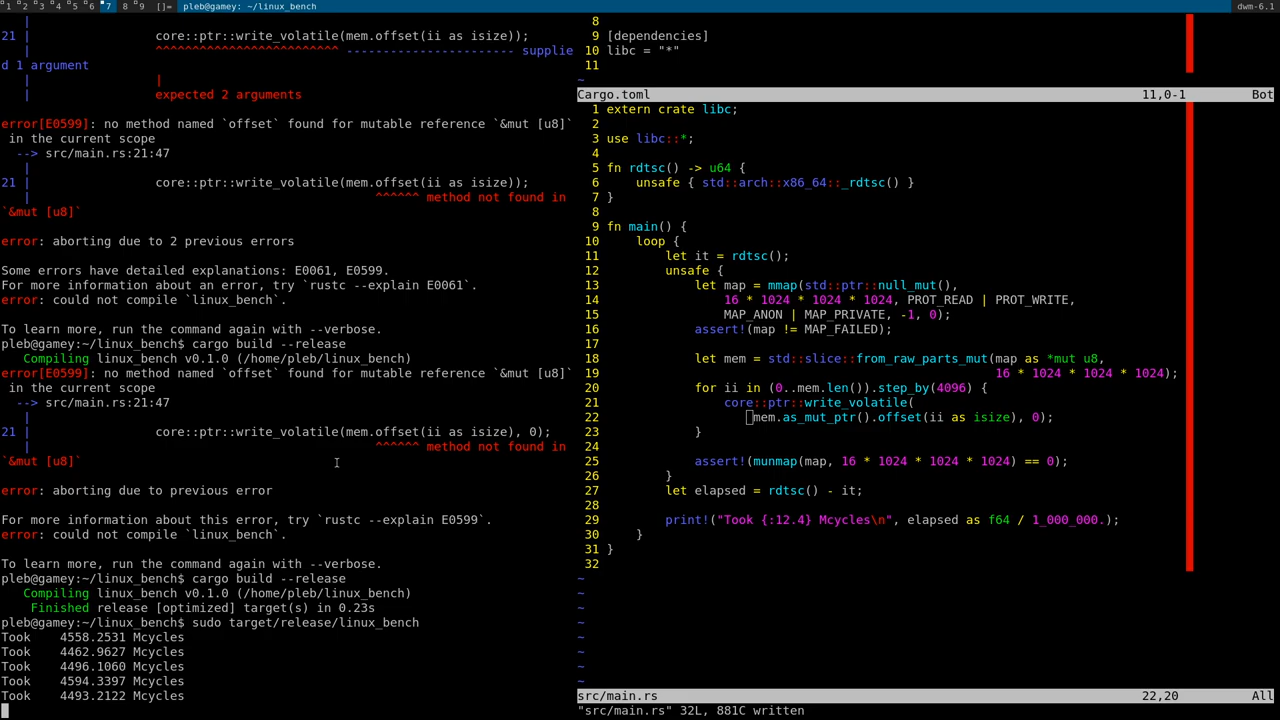 1 2 3 4 5 6 7 8 9 []= pleb@gamey: ~/linux_bench dwm-6.1
   |
21 |                     core::ptr::write_volatile(mem.offset(ii as isize));
   |                     ^^^^^^^^^^^^^^^^^^^^^^^^^ ----------------------- supplie
d 1 argument
   |                     |
   |                     expected 2 arguments
error[E0599]: no method named `offset` found for mutable reference `&mut [u8]`
 in the current scope
  --> src/main.rs:21:47
   |
21 |                     core::ptr::write_volatile(mem.offset(ii as isize));
   |                                                   ^^^^^^ method not found in
`&mut [u8]`
error: aborting due to 2 previous errors
Some errors have detailed explanations: E0061, E0599.
For more information about an error, try `rustc --explain E0061`.
error: could not compile `linux_bench`.
To learn more, run the command again with --verbose.
pleb@gamey:~/linux_bench$ cargo build --release
   Compiling linux_bench v0.1.0 (/home/pleb/linux_bench)
error[E0599]: no method named `offset` found for mutable reference `&mut [u8]`
 in the current scope
  --> src/main.rs:21:47
   |
21 |                     core::ptr::write_volatile(mem.offset(ii as isize), 0);
   |                                                   ^^^^^^ method not found in
`&mut [u8]`
error: aborting due to previous error
For more information about this error, try `rustc --explain E0599`.
error: could not compile `linux_bench`.
To learn more, run the command again with --verbose.
pleb@gamey:~/linux_bench$ cargo build --release
   Compiling linux_bench v0.1.0 (/home/pleb/linux_bench)
    Finished release [optimized] target(s) in 0.23s
pleb@gamey:~/linux_bench$ sudo target/release/linux_bench
Took    4558.2531 Mcycles
Took    4462.9627 Mcycles
Took    4496.1060 Mcycles
Took    4594.3397 Mcycles
Took    4493.2122 Mcycles
  8
  9 [dependencies]
 10 libc = "*"
 11
~
Cargo.toml 11,0-1 Bot
  1 extern crate libc;
  2
  3 use libc::*;
  4
  5 fn rdtsc() -> u64 {
  6     unsafe { std::arch::x86_64::_rdtsc() }
  7 }
  8
  9 fn main() {
 10     loop {
 11         let it = rdtsc();
 12         unsafe {
 13             let map = mmap(std::ptr::null_mut(),
 14                 16 * 1024 * 1024 * 1024, PROT_READ | PROT_WRITE,
 15                 MAP_ANON | MAP_PRIVATE, -1, 0);
 16             assert!(map != MAP_FAILED);
 17
 18             let mem = std::slice::from_raw_parts_mut(map as *mut u8,
 19                                                      16 * 1024 * 1024 * 1024);
 20             for ii in (0..mem.len()).step_by(4096) {
 21                 core::ptr::write_volatile(
 22                     mem.as_mut_ptr().offset(ii as isize), 0);
 23             }
 24
 25             assert!(munmap(map, 16 * 1024 * 1024 * 1024) == 0);
 26         }
 27         let elapsed = rdtsc() - it;
 28
 29         print!("Took {:12.4} Mcycles\n", elapsed as f64 / 1_000_000.);
 30     }
 31 }
 32
~
~
~
~
~
~
~
~
src/main.rs 22,20 All
"src/main.rs" 32L, 881C written